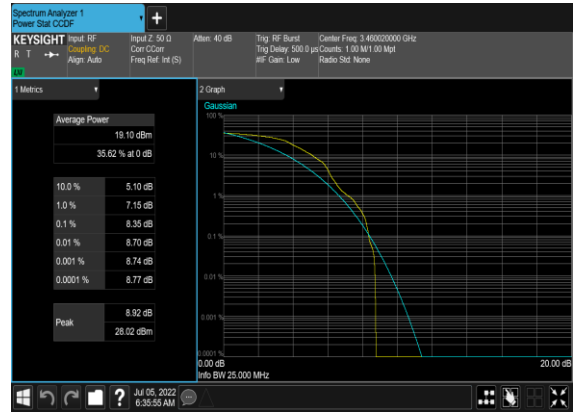 Spectrum Analyzer 1
Power Stat CCDF
KEYSIGHT
R T
LW
Input: RF
Coupling: DC
Align: Auto
Input Z: 50 Ω
Corr CCorr
Freq Ref: Int (S)
Atten: 40 dB
Trig: RF Burst
Trig Delay: 500.0 µs
#IF Gain: Low
Center Freq: 3.460020000 GHz
Counts: 1.00 M/1.00 Mpt
Radio Std: None
1 Metrics
Average Power
19.10 dBm
35.62 % at 0 dB
10.0 % 5.10 dB
1.0 % 7.15 dB
0.1 % 8.35 dB
0.01 % 8.70 dB
0.001 % 8.74 dB
0.0001 % 8.77 dB
Peak
8.92 dB
28.02 dBm
2 Graph
Gaussian
100 %
10 %
1 %
0.1 %
0.01 %
0.001 %
0.0001 %
0.00 dB 20.00 dB
Info BW 25.000 MHz
?
Jul 05, 2022
6:35:55 AM